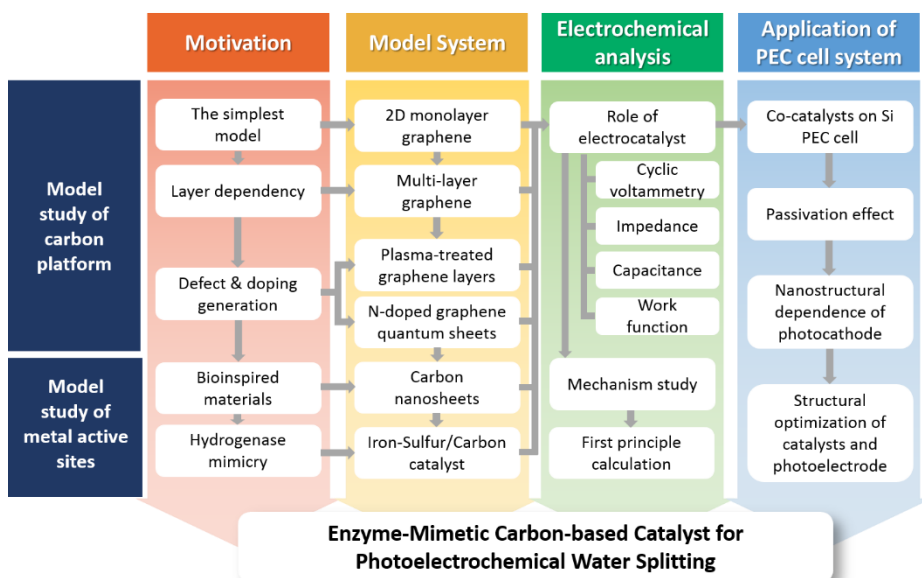 Motivation
Model System
Electrochemical
analysis
Application of
PEC cell system
Model
study of
carbon
platform
Model
study of
metal active
sites
The simplest
model
Layer dependency
Defect & doping
generation
Bioinspired
materials
Hydrogenase
mimicry
2D monolayer
graphene
Multi-layer
graphene
Plasma-treated
graphene layers
N-doped graphene
quantum sheets
Carbon
nanosheets
Iron-Sulfur/Carbon
catalyst
Role of
electrocatalyst
Cyclic
voltammetry
Impedance
Capacitance
Work
function
Mechanism study
First principle
calculation
Co-catalysts on Si
PEC cell
Passivation effect
Nanostructural
dependence of
photocathode
Structural
optimization of
catalysts and
photoelectrode
Enzyme-Mimetic Carbon-based Catalyst for
Photoelectrochemical Water Splitting